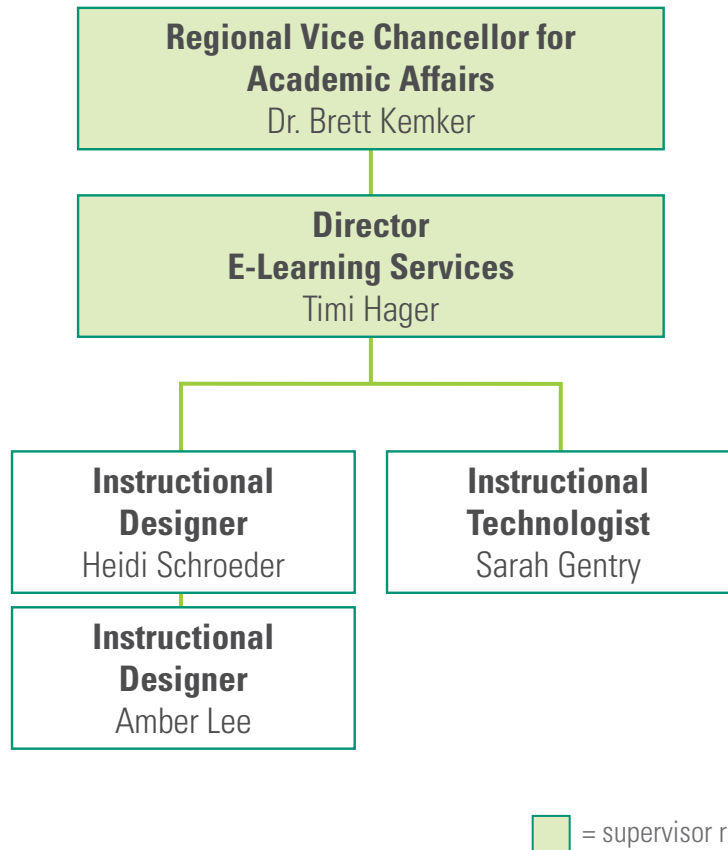 Regional Vice Chancellor for
Academic Affairs
Dr. Brett Kemker
Director
E-Learning Services
Timi Hager
Instructional
Designer
Heidi Schroeder
Instructional
Technologist
Sarah Gentry
Instructional
Designer
Amber Lee
= supervisor r